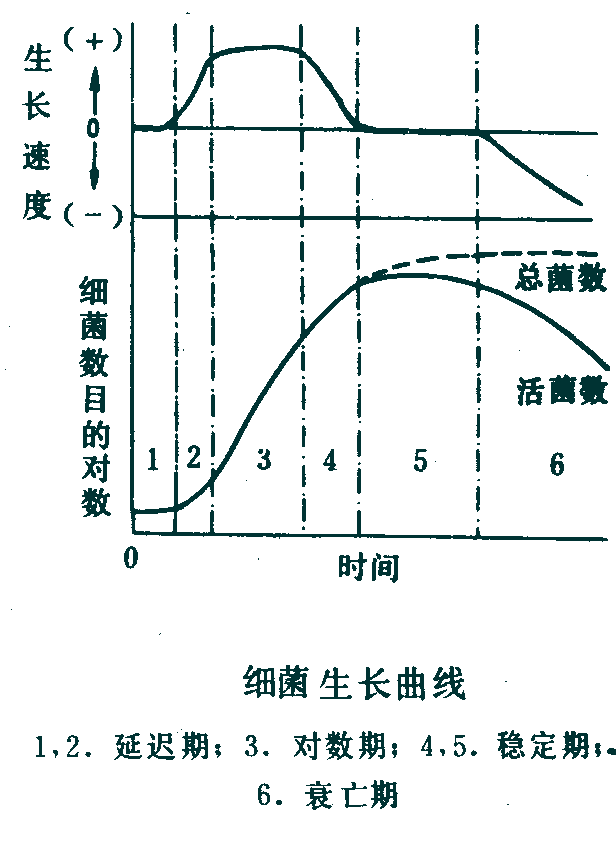 (+)
生长速度
0
(-)
总菌数
细菌数目的对数
活菌数
1 2 3 4 5 6
0
时间
细菌生长曲线
1,2. 延迟期; 3. 对数期; 4,5. 稳定期;
6. 衰亡期